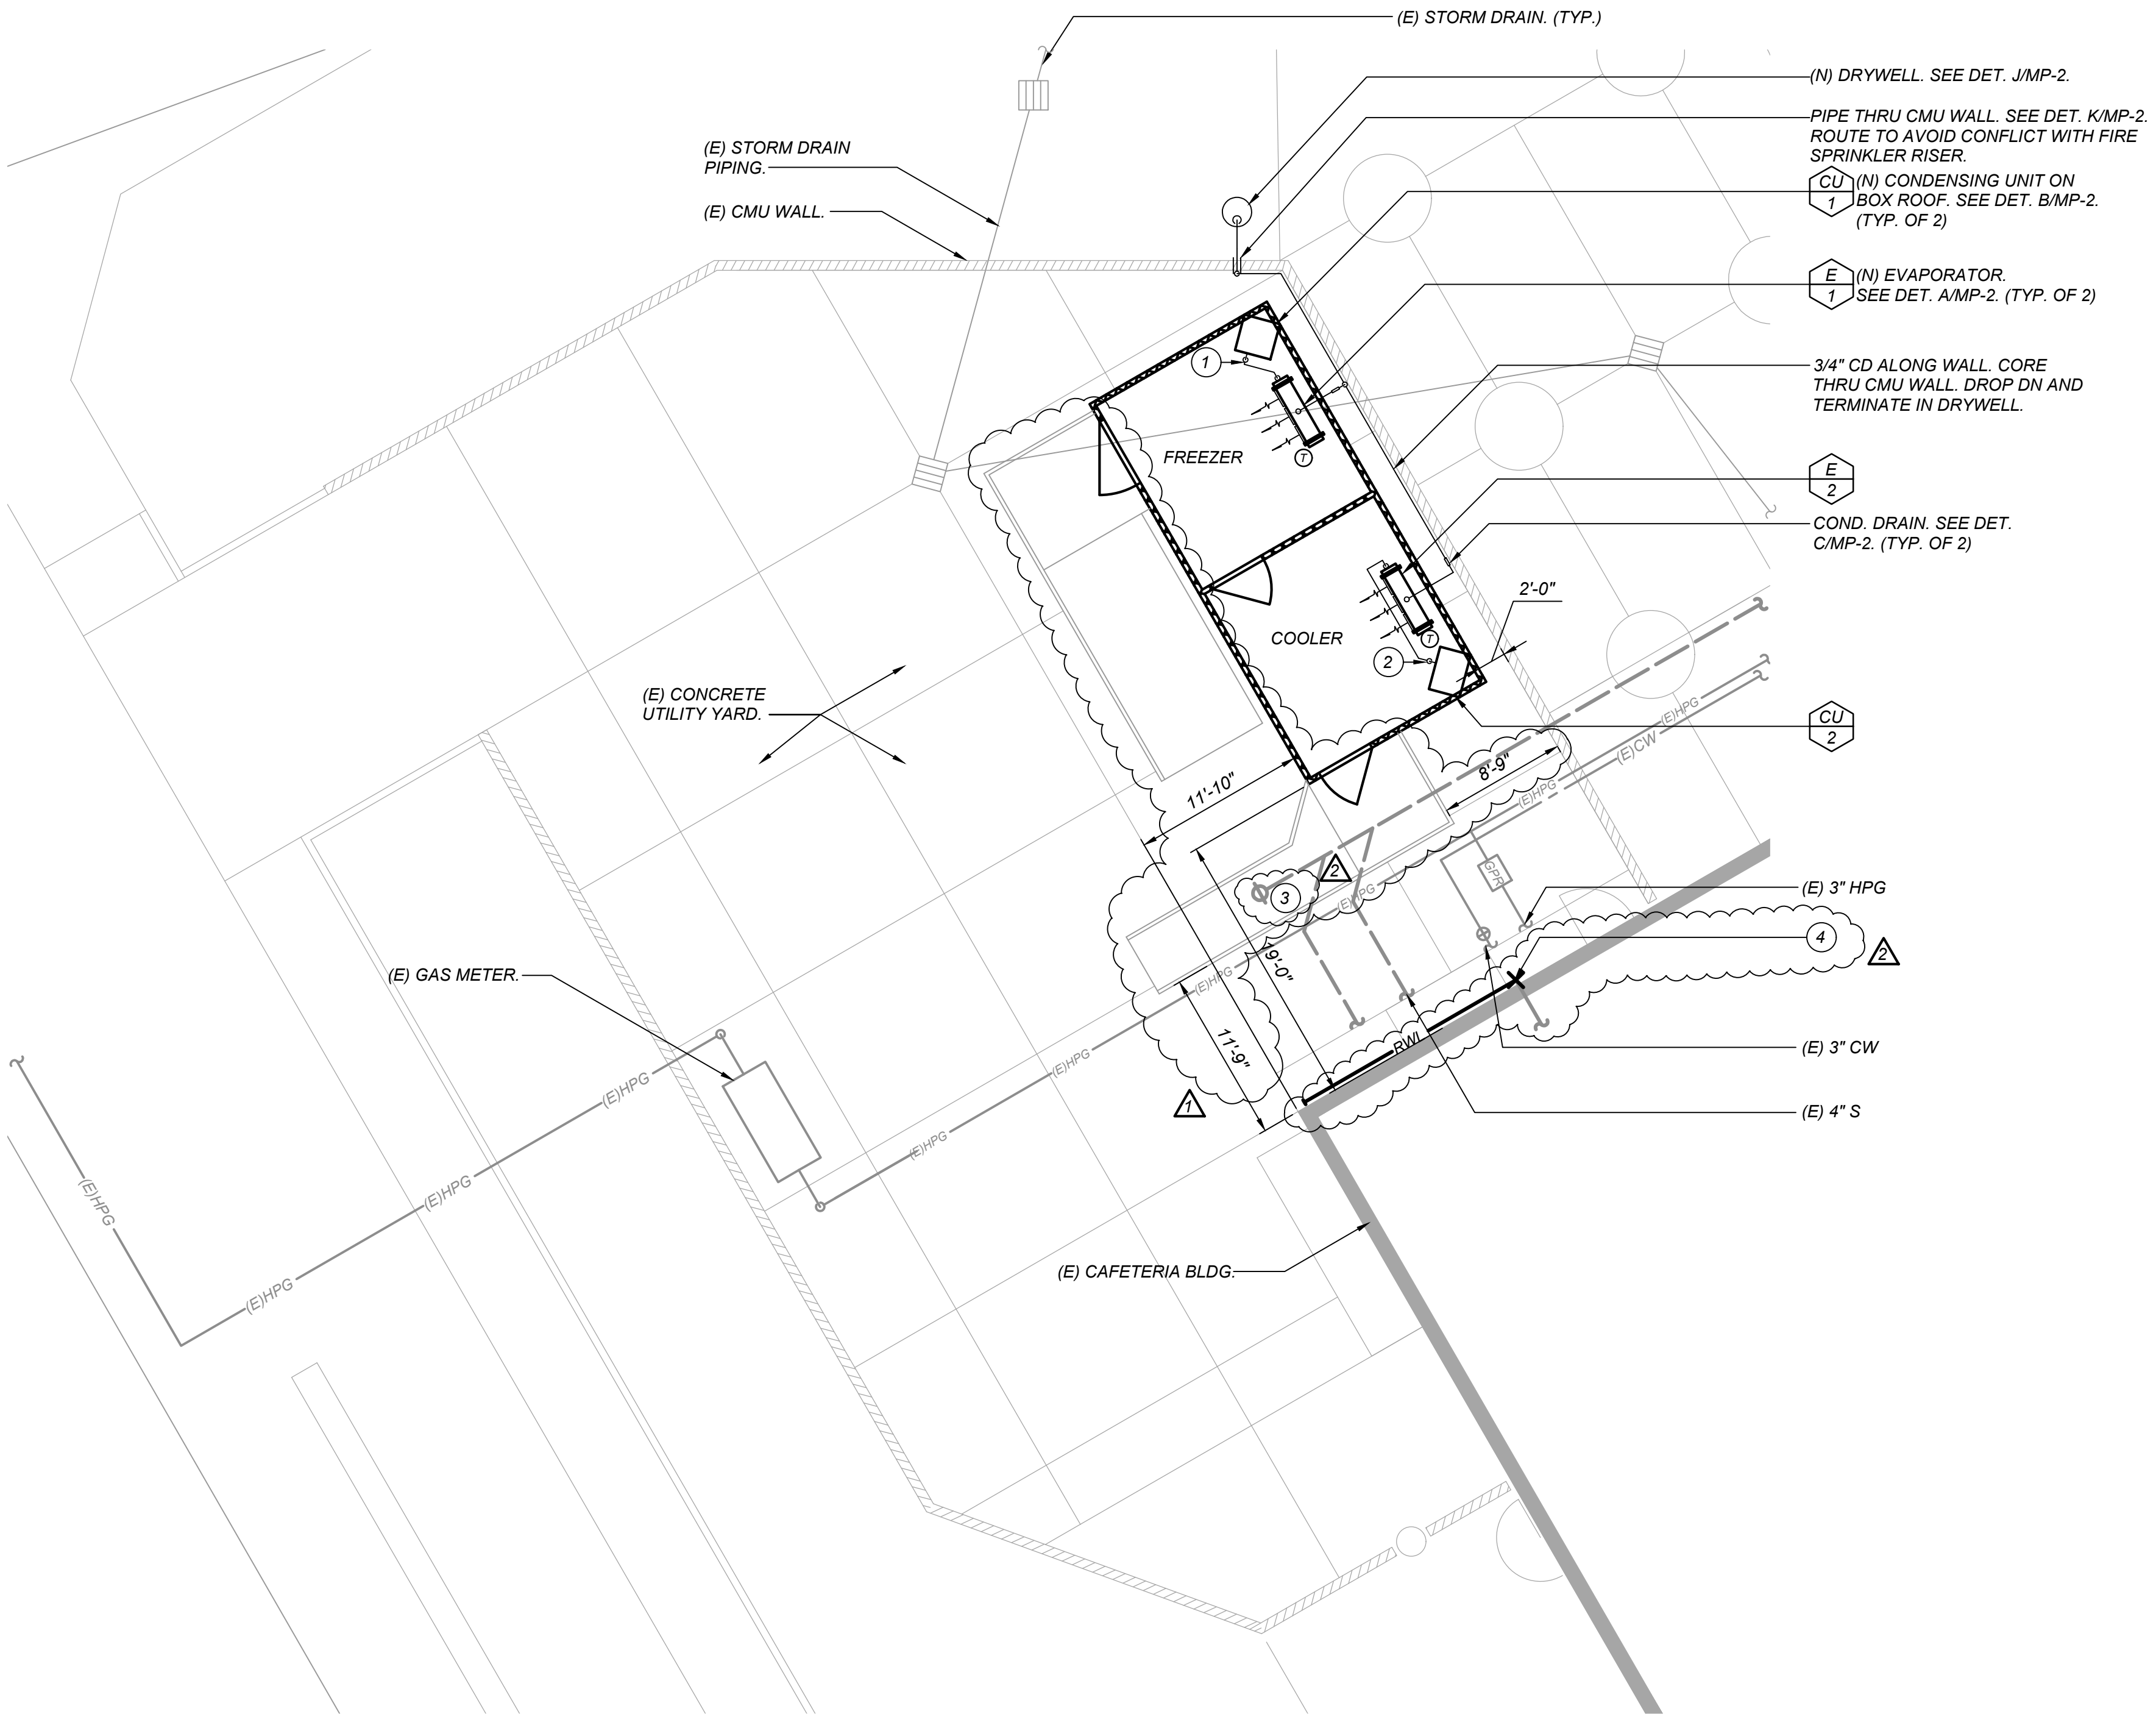 (E) STORM DRAIN. (TYP.)
(N) DRYWELL. SEE DET. J/MP-2.
PIPE THRU CMU WALL. SEE DET. K/MP-2.
ROUTE TO AVOID CONFLICT WITH FIRE
SPRINKLER RISER.
(E) STORM DRAIN
PIPING.
(E) CMU WALL.
CU
1
(N) CONDENSING UNIT ON
BOX ROOF. SEE DET. B/MP-2.
(TYP. OF 2)
E
1
(N) EVAPORATOR.
SEE DET. A/MP-2. (TYP. OF 2)
1
3/4" CD ALONG WALL. CORE
THRU CMU WALL. DROP DN AND
TERMINATE IN DRYWELL.
FREEZER
T
E
2
COND. DRAIN. SEE DET.
C/MP-2. (TYP. OF 2)
2'-0"
COOLER
T
2
(E) CONCRETE
UTILITY YARD.
CU
2
(E)HPG
(E)CW
8'-9"
11'-10"
(E)HPG
2
GPR
3
(E)HPG
(E) 3" HPG
4
2
19'-0"
(E) GAS METER.
(E)HPG
11'-9"
RWL
(E) 3" CW
(E)HPG
(E)HPG
1
(E) 4" S
(E)HPG
(E)HPG
(E)HPG
(E)HPG
(E) CAFETERIA BLDG.